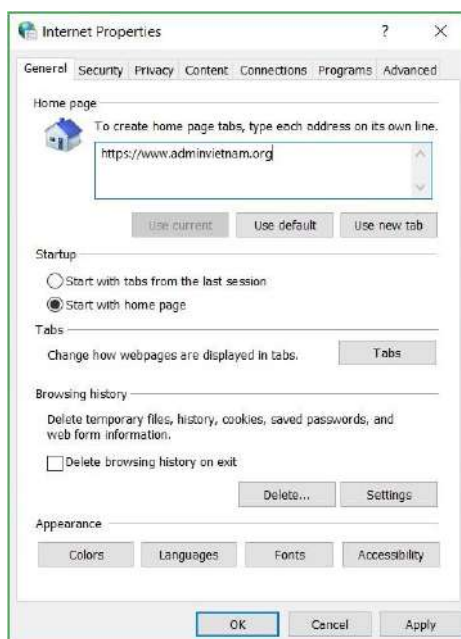 Internet Properties ?
General Security Privacy Content Connections Programs Advanced
Home page
To create home page tabs, type each address on its own line.
https://www.adminvietnam.org
Use current Use default Use new tab
Startup
Start with tabs from the last session
Start with home page
Tabs
Change how webpages are displayed in tabs. Tabs
Browsing history
Delete temporary files, history, cookies, saved passwords, and
web form information.
Delete browsing history on exit
Delete... Settings
Appearance
Colors Languages Fonts Accessibility
OK Cancel Apply